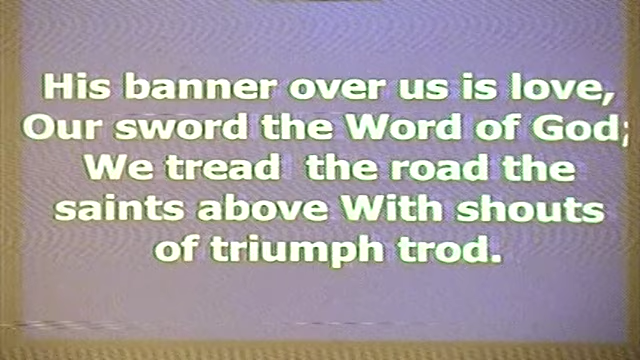 His banner over us is love,
Our sword the Word of God;
We tread the road the
saints above With shouts
of triumph trod.